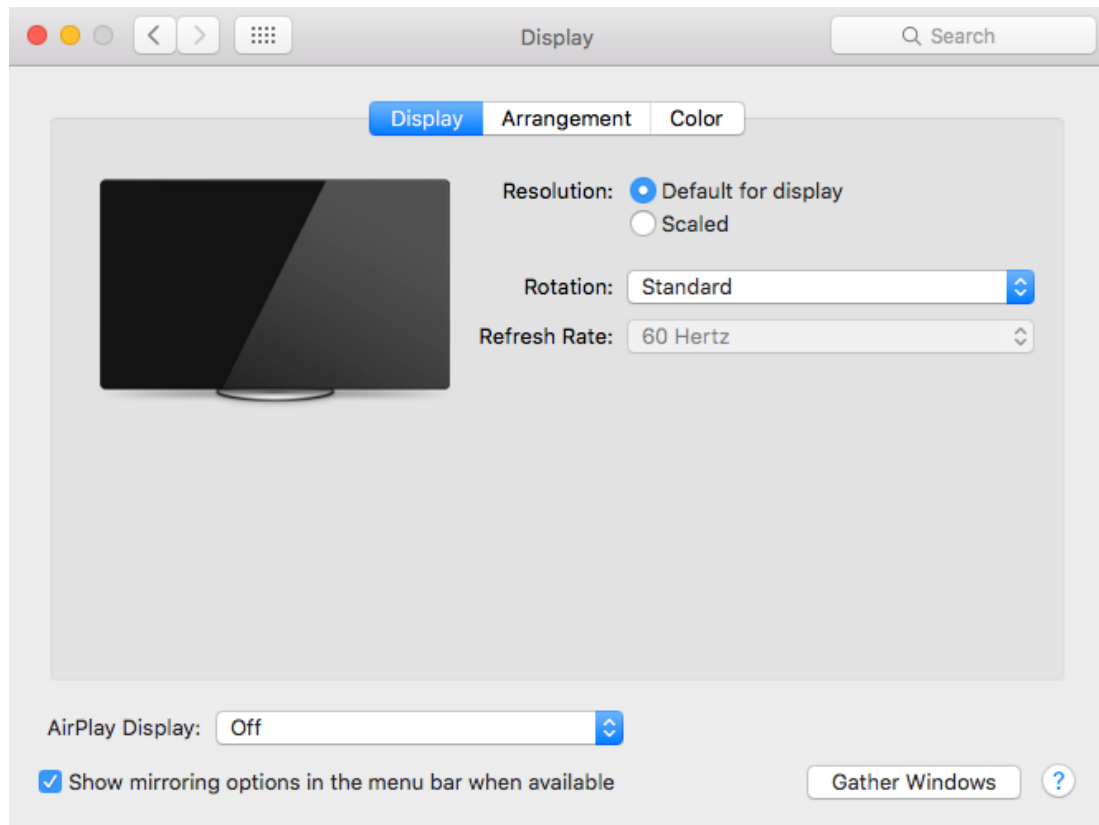 Display
Search
Display Arrangement Color
Resolution: Default for display
Scaled
Rotation: Standard
Refresh Rate: 60 Hertz
AirPlay Display: Off
Show mirroring options in the menu bar when available
Gather Windows ?